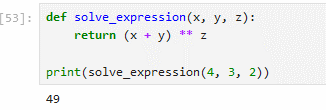 [53]: def solve_expression(x, y, z):
    return (x + y) ** z
print(solve_expression(4, 3, 2))
49